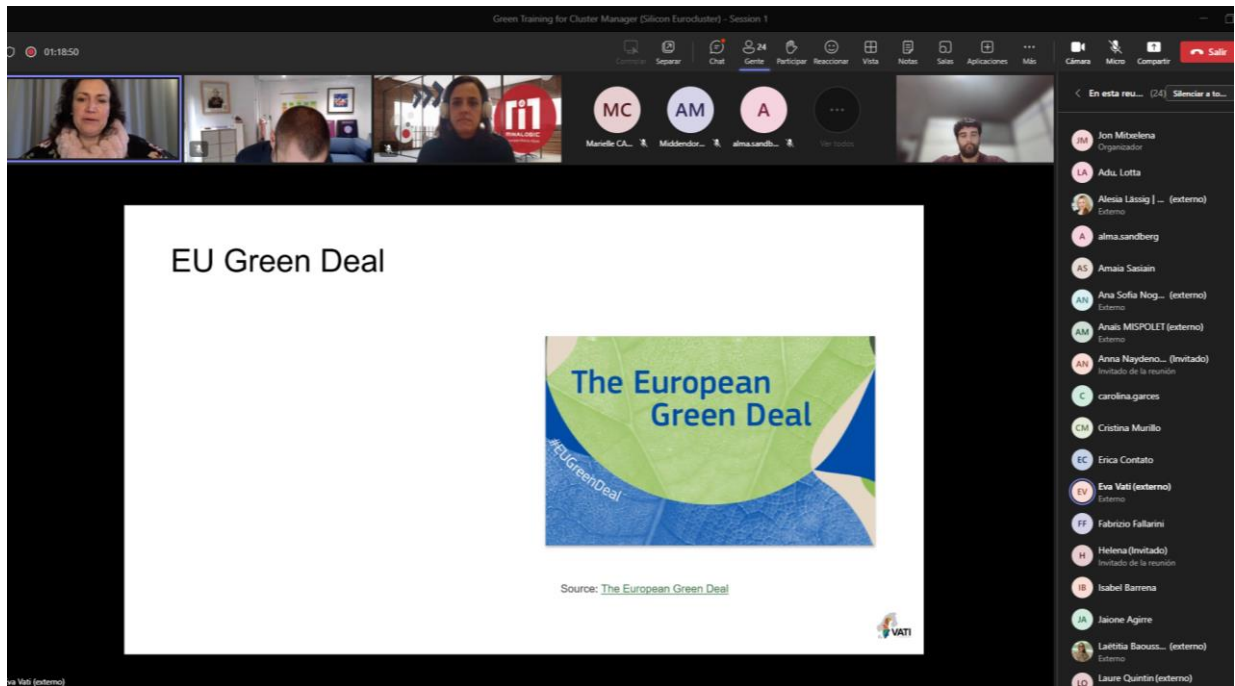 Green Training for Cluster Manager (Silicon Eurocluster) - Session 1
01:18:50
Separar
Chat
24
Gente
Participar
Reaccionar
Vista
Notas
Salas
Aplicaciones
Más
Cámara
Micro
Compartir
Salir
MINALOGIC
MC
AM
A
Marielle CA...
Middendor...
alma.sandb...
Ver todos
En esta reu... (24)
Silenciar a to...
JM Jon Mitxelena
Organizador
LA Adu, Lotta
Alesia Lässig | ... (externo)
Externo
A alma.sandberg
AS Amaia Sasiain
AN Ana Sofia Nog... (externo)
Externo
AM Anaïs MISPOLET (externo)
Externo
AN Anna Naydeno... (Invitado)
Invitado de la reunión
C carolina.garces
CM Cristina Murillo
EC Erica Contato
EV Eva Vati (externo)
Externo
FF Fabrizio Fallarini
H Helena (Invitado)
Invitado de la reunión
IB Isabel Barrena
JA Jaione Agirre
Laëtitia Baouss... (externo)
Externo
LQ Laure Quintin (externo)
EU Green Deal
The European
Green Deal
#EUGreenDeal
Source: The European Green Deal
VATI
Vati (externo)